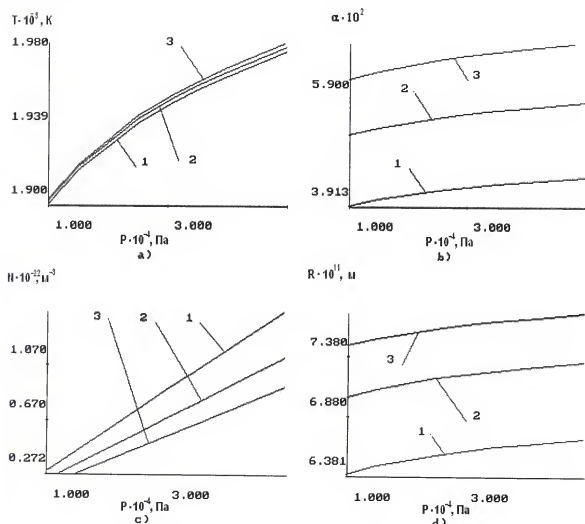 T·10⁸, К
1.980
1.939
1.900
3
1
2
1.000
3.000
P·10⁻⁴, Па
a)
α·10²
5.900
3.913
3
2
1
1.000
3.000
P·10⁻⁴, Па
b)
N·10⁻²², м⁻³
1.070
0.670
0.272
3
2
1
1.000
3.000
P·10⁻⁴, Па
c)
R·10¹¹, м
7.380
6.880
6.381
3
2
1
1.000
3.000
P·10⁻⁴, Па
d)